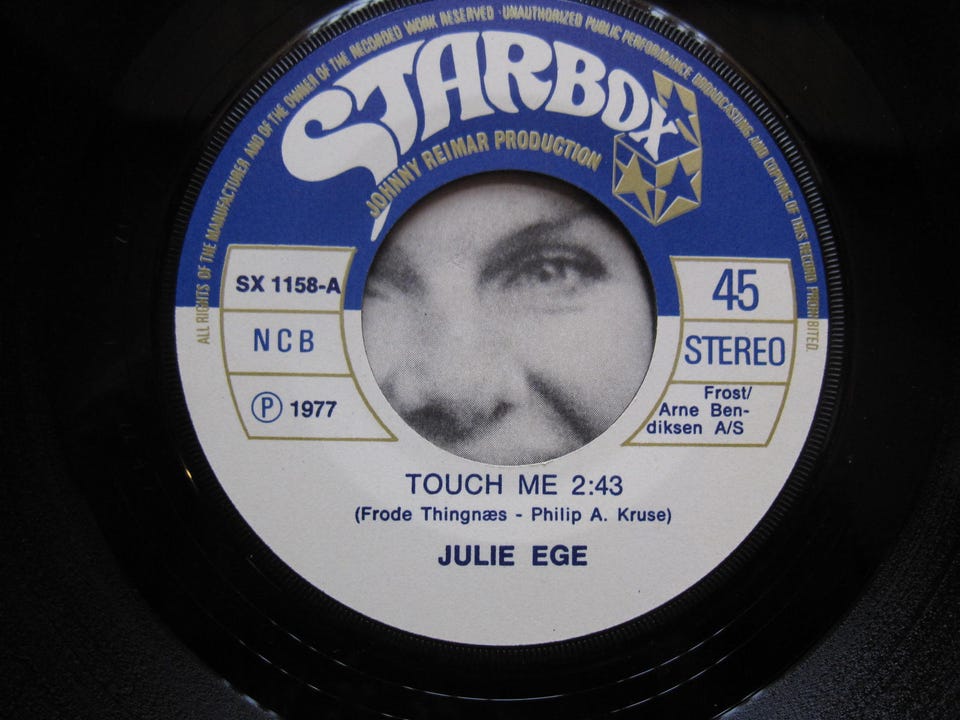 ALL RIGHTS OF THE MANUFACTURER AND OF THE OWNER OF THE RECORDED WORK RESERVED · UNAUTHORIZED PUBLIC PERFORMANCE BROADCASTING AND COPYING OF THIS RECORD PROHIBITED.
STARBOX
JOHNNY REIMAR PRODUCTION
SX 1158-A
NCB
Ⓟ 1977
45
STEREO
Frost/
Arne Ben-
diksen A/S
TOUCH ME 2:43
(Frode Thingnæs - Philip A. Kruse)
JULIE EGE